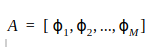 A = [ ϕ1, ϕ2, ..., ϕM]